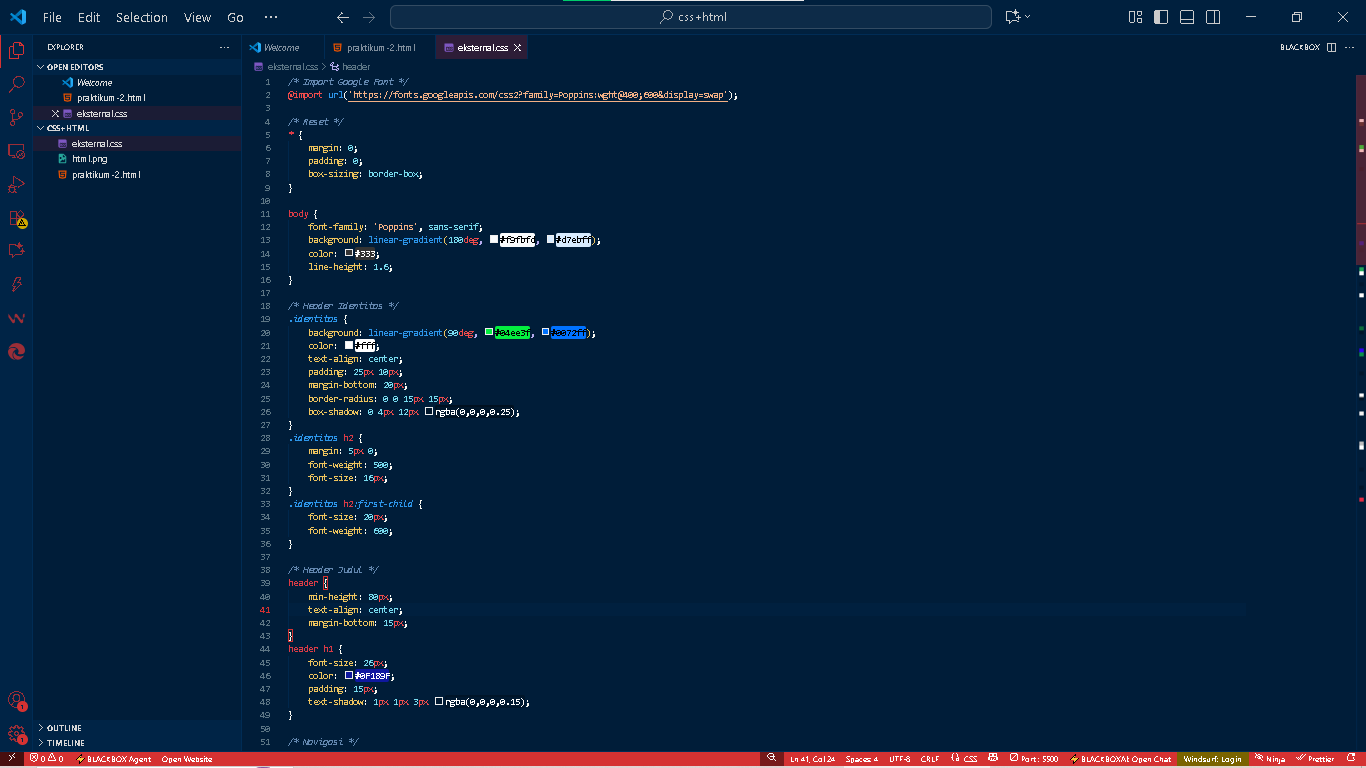 File Edit Selection View Go ··· css+html
EXPLORER ···
OPEN EDITORS
Welcome
praktikum-2.html
eksternal.css
CSS+HTML
eksternal.css
html.png
praktikum-2.html
OUTLINE
TIMELINE
Welcome praktikum-2.html eksternal.css BLACKBOX ···
eksternal.css > header
1 /* Import Google Font */
2 @import url('https://fonts.googleapis.com/css2?family=Poppins:wght@400;600&display=swap');
3
4 /* Reset */
5 * {
6 margin: 0;
7 padding: 0;
8 box-sizing: border-box;
9 }
10
11 body {
12 font-family: 'Poppins', sans-serif;
13 background: linear-gradient(180deg, #f9fbfd, #d7ebff);
14 color: #333;
15 line-height: 1.6;
16 }
17
18 /* Header Identitas */
19 .identitas {
20 background: linear-gradient(90deg, #04ee3f, #0072ff);
21 color: #fff;
22 text-align: center;
23 padding: 25px 10px;
24 margin-bottom: 20px;
25 border-radius: 0 0 15px 15px;
26 box-shadow: 0 4px 12px rgba(0,0,0,0.25);
27 }
28 .identitas h2 {
29 margin: 5px 0;
30 font-weight: 500;
31 font-size: 16px;
32 }
33 .identitas h2:first-child {
34 font-size: 20px;
35 font-weight: 600;
36 }
37
38 /* Header Judul */
39 header {
40 min-height: 80px;
41 text-align: center;
42 margin-bottom: 15px;
43 }
44 header h1 {
45 font-size: 26px;
46 color: #0F189F;
47 padding: 15px;
48 text-shadow: 1px 1px 3px rgba(0,0,0,0.15);
49 }
50
51 /* Navigasi */
0 0 BLACKBOX Agent Open Website Ln 41, Col 24 Spaces: 4 UTF-8 CRLF {} CSS Port: 5500 BLACKBOXAI: Open Chat Windsurf: Login Ninja Prettier